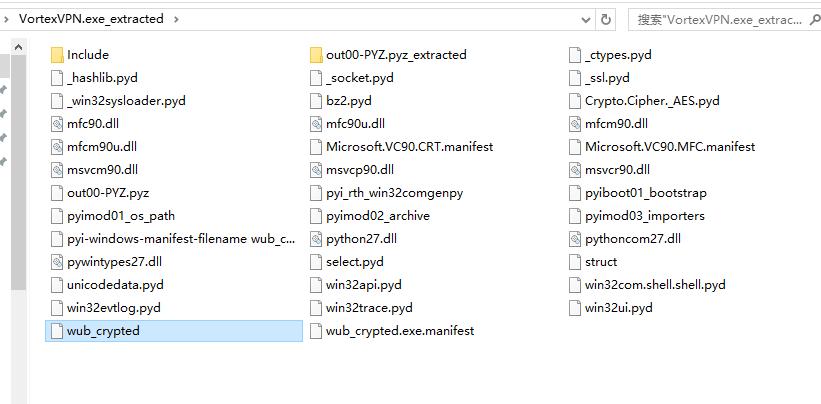 VortexVPN.exe_extracted
搜索"VortexVPN.exe_extrac...
Include out00-PYZ.pyz_extracted _ctypes.pyd
_hashlib.pyd _socket.pyd _ssl.pyd
_win32sysloader.pyd bz2.pyd Crypto.Cipher._AES.pyd
mfc90.dll mfc90u.dll mfcm90.dll
mfcm90u.dll Microsoft.VC90.CRT.manifest Microsoft.VC90.MFC.manifest
msvcm90.dll msvcp90.dll msvcr90.dll
out00-PYZ.pyz pyi_rth_win32comgenpy pyiboot01_bootstrap
pyimod01_os_path pyimod02_archive pyimod03_importers
pyi-windows-manifest-filename wub_c... python27.dll pythoncom27.dll
pywintypes27.dll select.pyd struct
unicodedata.pyd win32api.pyd win32com.shell.shell.pyd
win32evtlog.pyd win32trace.pyd win32ui.pyd
wub_crypted wub_crypted.exe.manifest